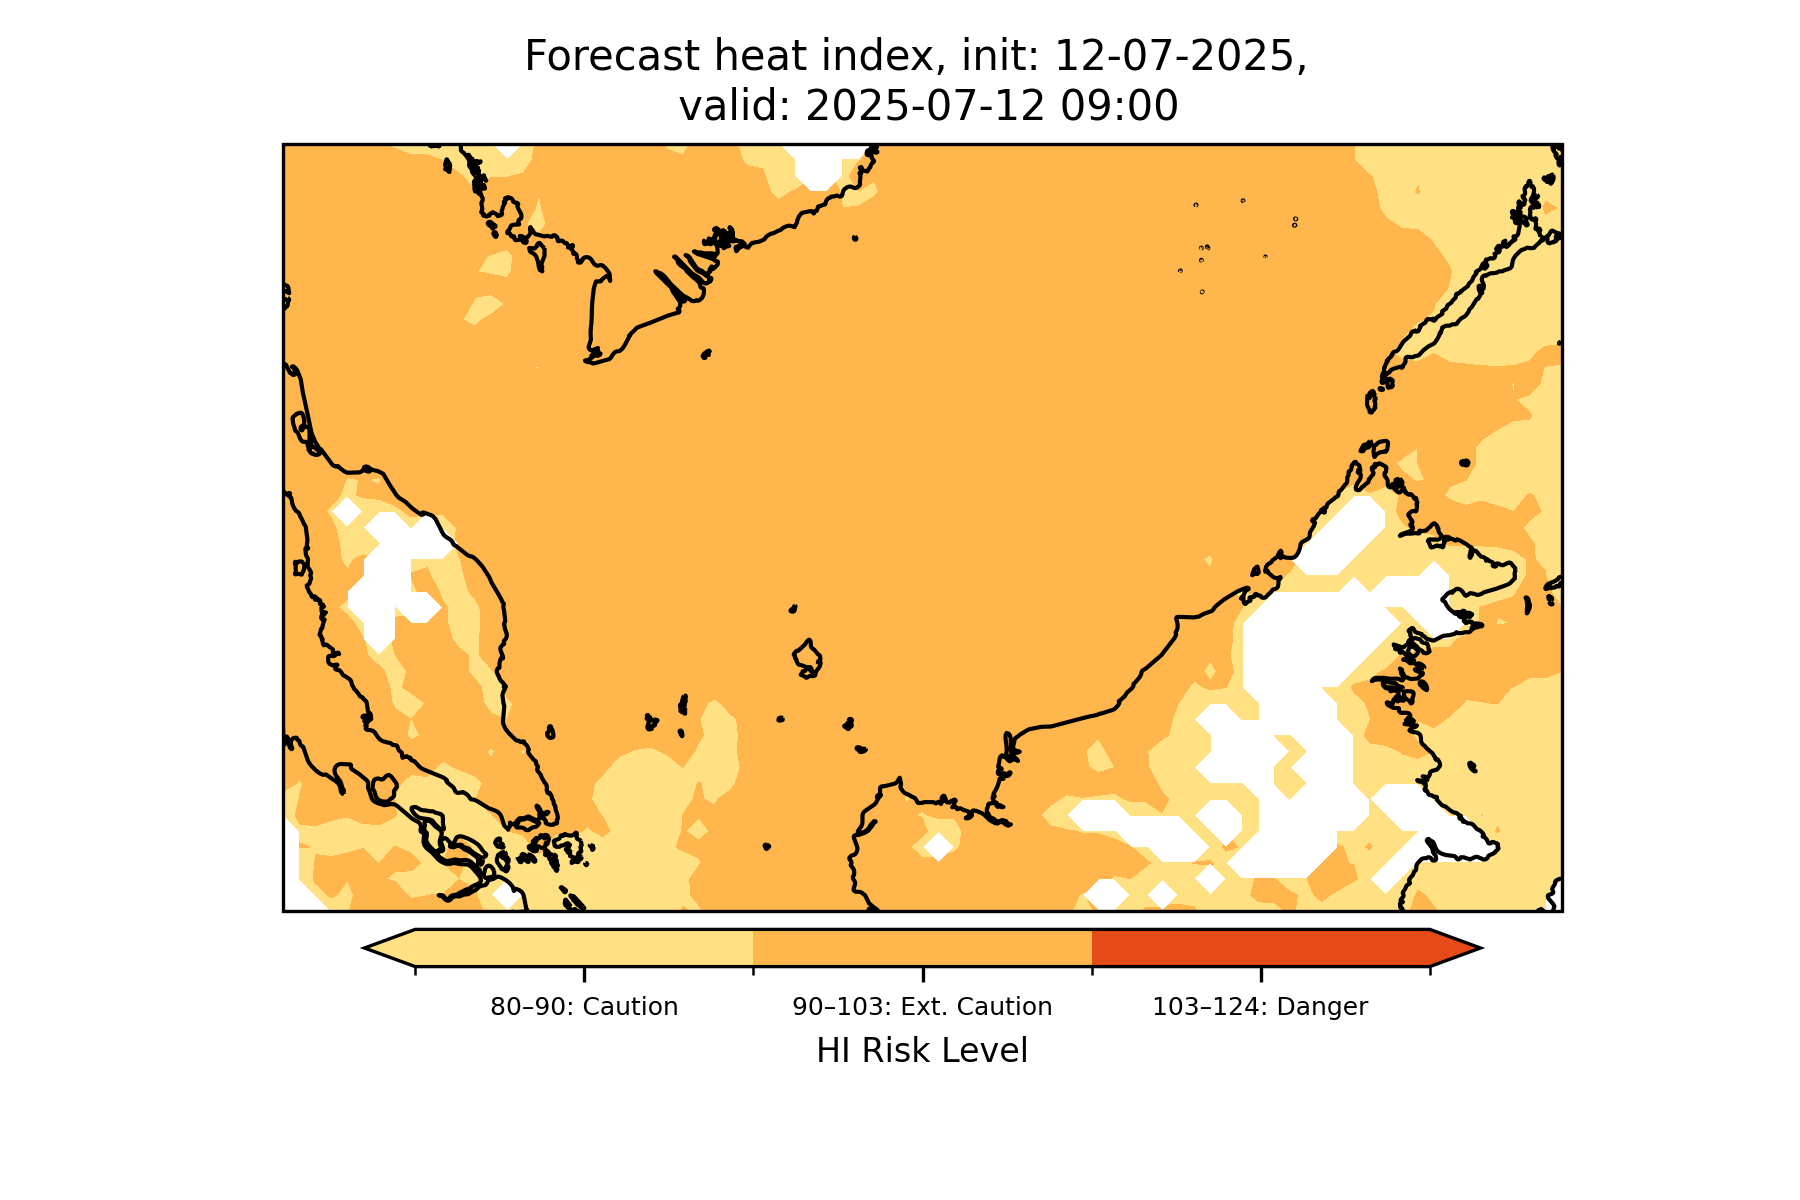 Forecast heat index, init: 12-07-2025,
valid: 2025-07-12 09:00
80–90: Caution
90–103: Ext. Caution
103–124: Danger
HI Risk Level